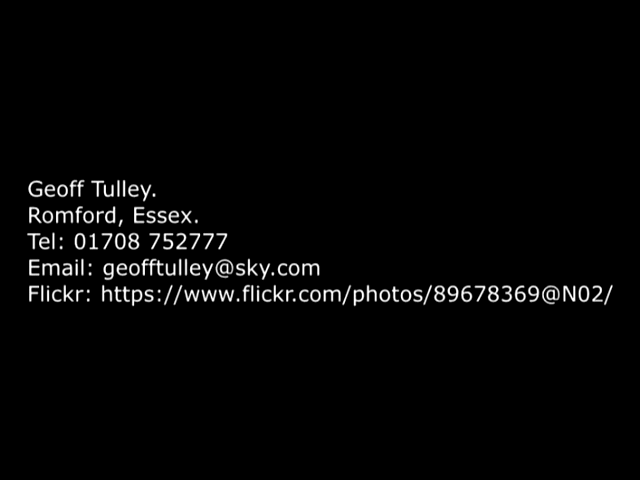 Geoff Tulley.
Romford, Essex.
Tel: 01708 752777
Email: geofftulley@sky.com
Flickr: https://www.flickr.com/photos/89678369@N02/